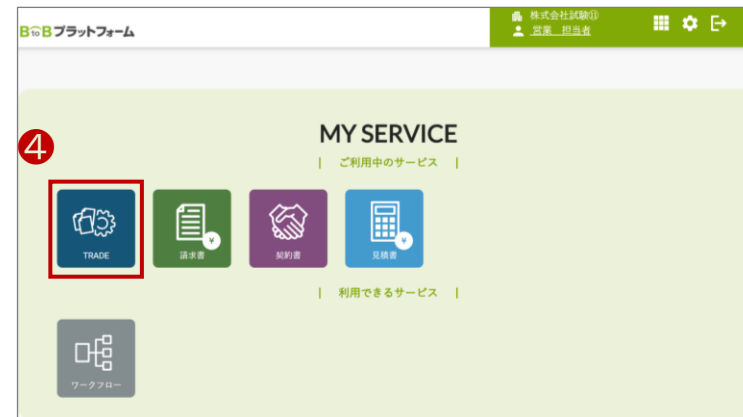 BtoBプラットフォーム
株式会社試験⑪
営業 担当者
4
MY SERVICE
| ご利用中のサービス |
TRADE
請求書
契約書
見積書
| 利用できるサービス |
ワークフロー